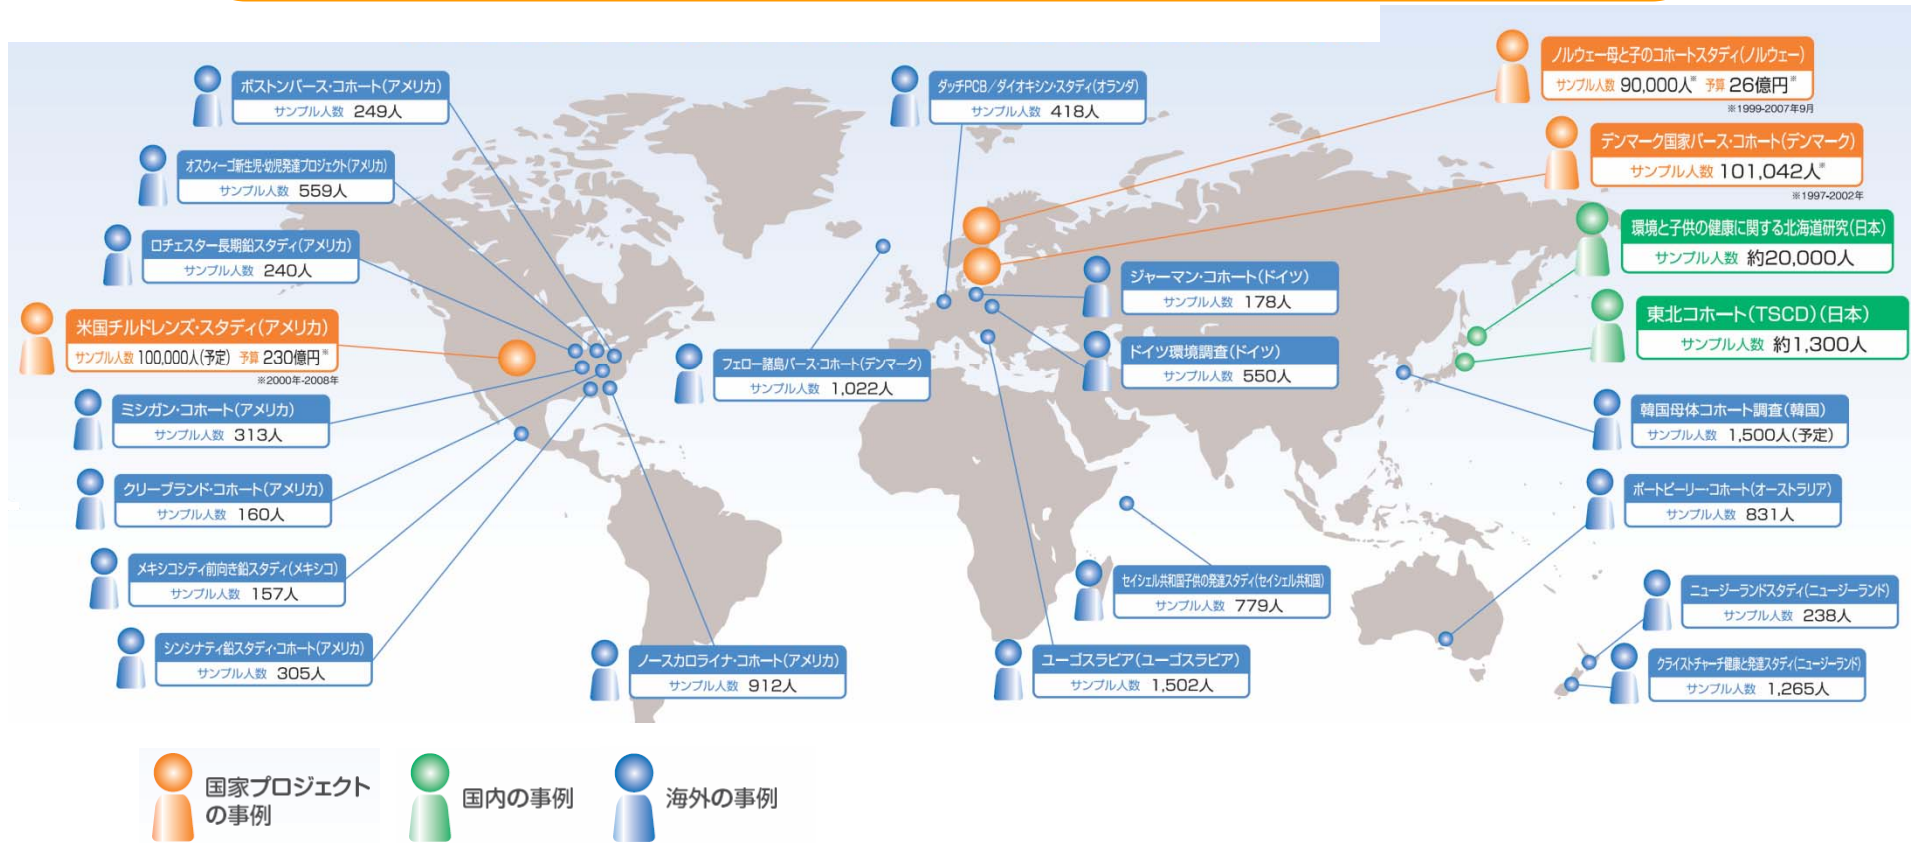 ボストンバース・コホート(アメリカ)
サンプル人数 249人
オスウィーゴ新生児・幼児発達プロジェクト(アメリカ)
サンプル人数 559人
ロチェスター長期鉛スタディ(アメリカ)
サンプル人数 240人
米国チルドレンズ・スタディ(アメリカ)
サンプル人数 100,000人(予定) 予算 230億円※
※2000年-2008年
ミシガン・コホート(アメリカ)
サンプル人数 313人
クリーブランド・コホート(アメリカ)
サンプル人数 160人
メキシコシティ前向き鉛スタディ(メキシコ)
サンプル人数 157人
シンシナティ鉛スタディ・コホート(アメリカ)
サンプル人数 305人
ノースカロライナ・コホート(アメリカ)
サンプル人数 912人
ダッチPCB／ダイオキシン・スタディ(オランダ)
サンプル人数 418人
フェロー諸島バース・コホート(デンマーク)
サンプル人数 1,022人
ジャーマン・コホート(ドイツ)
サンプル人数 178人
ドイツ環境調査(ドイツ)
サンプル人数 550人
セイシェル共和国子供の発達スタディ(セイシェル共和国)
サンプル人数 779人
ユーゴスラビア(ユーゴスラビア)
サンプル人数 1,502人
ノルウェー母と子のコホートスタディ(ノルウェー)
サンプル人数 90,000人※ 予算 26億円※
※1999-2007年9月
デンマーク国家バース・コホート(デンマーク)
サンプル人数 101,042人※
※1997-2002年
環境と子供の健康に関する北海道研究(日本)
サンプル人数 約20,000人
東北コホート(TSCD)(日本)
サンプル人数 約1,300人
韓国母体コホート調査(韓国)
サンプル人数 1,500人(予定)
ポートピーリー・コホート(オーストラリア)
サンプル人数 831人
ニュージーランドスタディ(ニュージーランド)
サンプル人数 238人
クライストチャーチ健康と発達スタディ(ニュージーランド)
サンプル人数 1,265人
国家プロジェクト
の事例
国内の事例
海外の事例